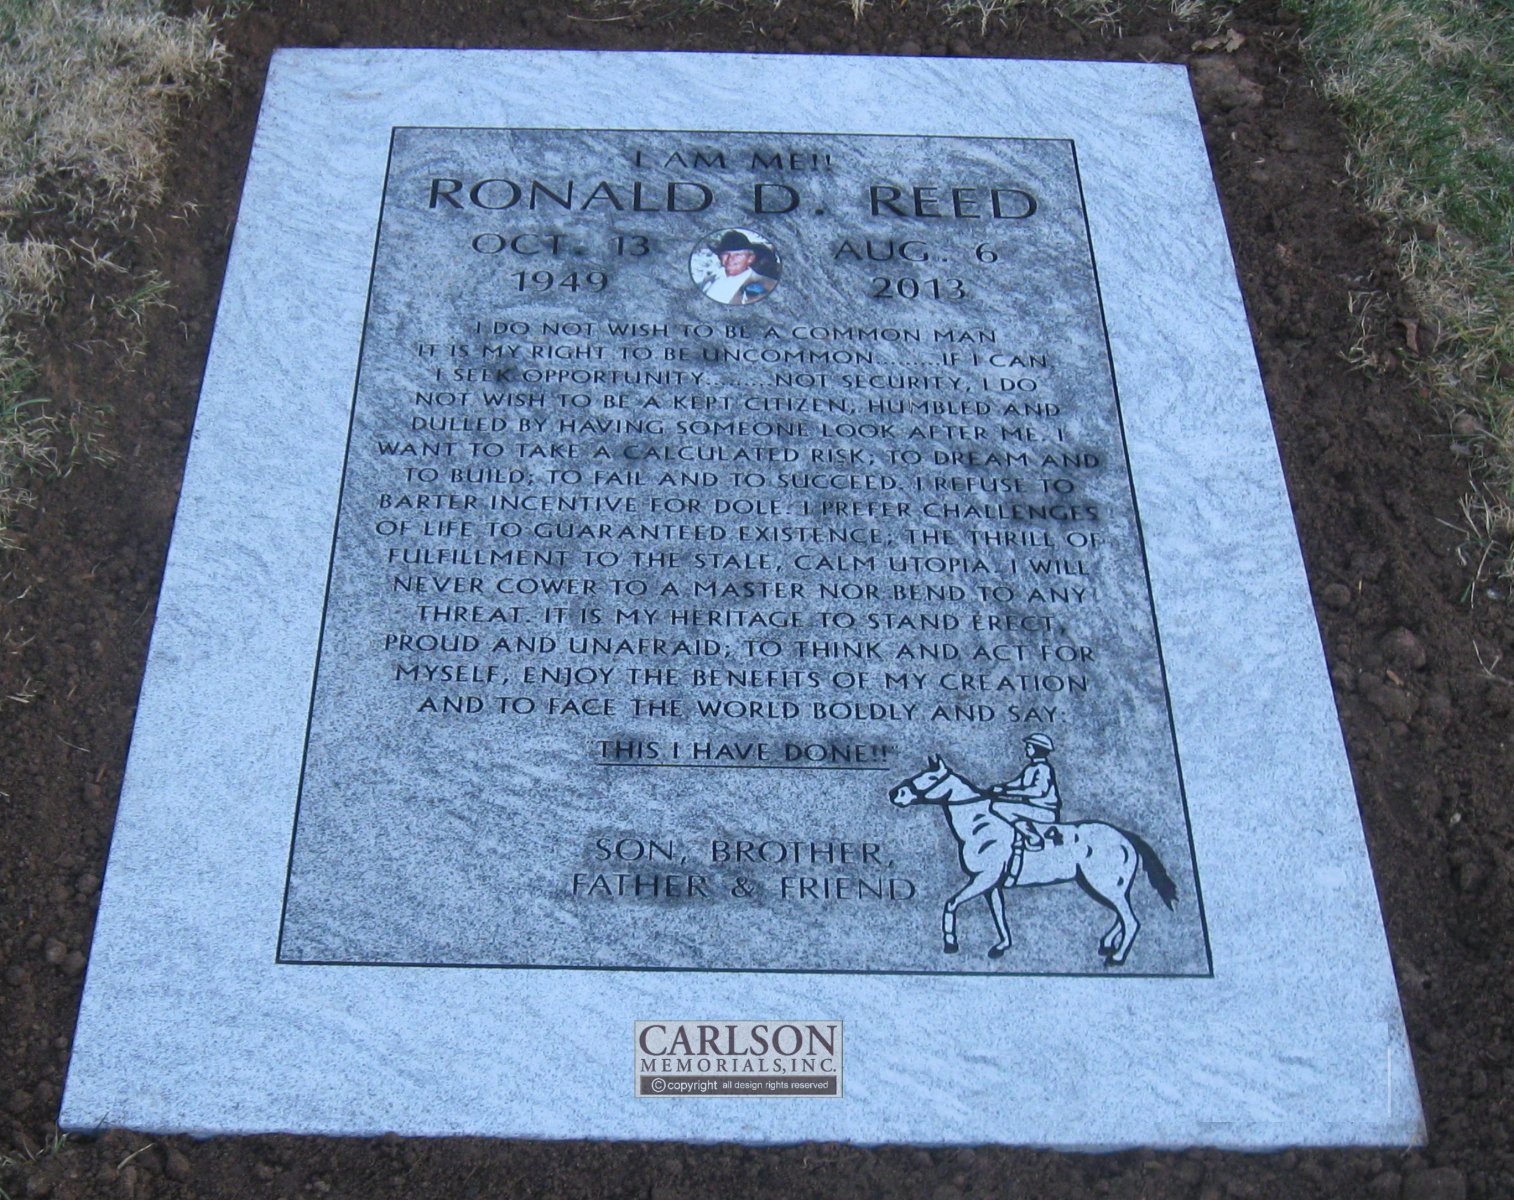 I AM ME!!
RONALD D. REED
OCT. 13
1949
AUG. 6
2013
I DO NOT WISH TO BE A COMMON MAN
IT IS MY RIGHT TO BE UNCOMMON.........IF I CAN,
I SEEK OPPORTUNITY.........NOT SECURITY, I DO
NOT WISH TO BE A KEPT CITIZEN, HUMBLED AND
DULLED BY HAVING SOMEONE LOOK AFTER ME. I
WANT TO TAKE A CALCULATED RISK; TO DREAM AND
TO BUILD; TO FAIL AND TO SUCCEED. I REFUSE TO
BARTER INCENTIVE FOR DOLE. I PREFER CHALLENGES
OF LIFE TO GUARANTEED EXISTENCE; THE THRILL OF
FULFILLMENT TO THE STALE, CALM UTOPIA. I WILL
NEVER COWER TO A MASTER NOR BEND TO ANY
THREAT. IT IS MY HERITAGE TO STAND ERECT,
PROUD AND UNAFRAID; TO THINK AND ACT FOR
MYSELF, ENJOY THE BENEFITS OF MY CREATION
AND TO FACE THE WORLD BOLDLY AND SAY:
"THIS I HAVE DONE!!"
SON, BROTHER,
FATHER & FRIEND
4
CARLSON
MEMORIALS, INC.
© copyright all design rights reserved